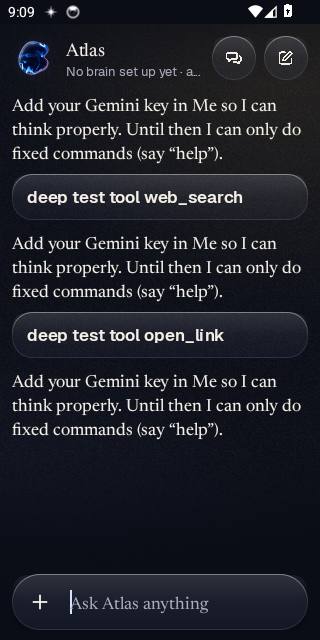 9:09
Atlas
No brain set up yet · a...
Add your Gemini key in Me so I can
think properly. Until then I can only do
fixed commands (say “help”).
deep test tool web_search
Add your Gemini key in Me so I can
think properly. Until then I can only do
fixed commands (say “help”).
deep test tool open_link
Add your Gemini key in Me so I can
think properly. Until then I can only do
fixed commands (say “help”).
Ask Atlas anything